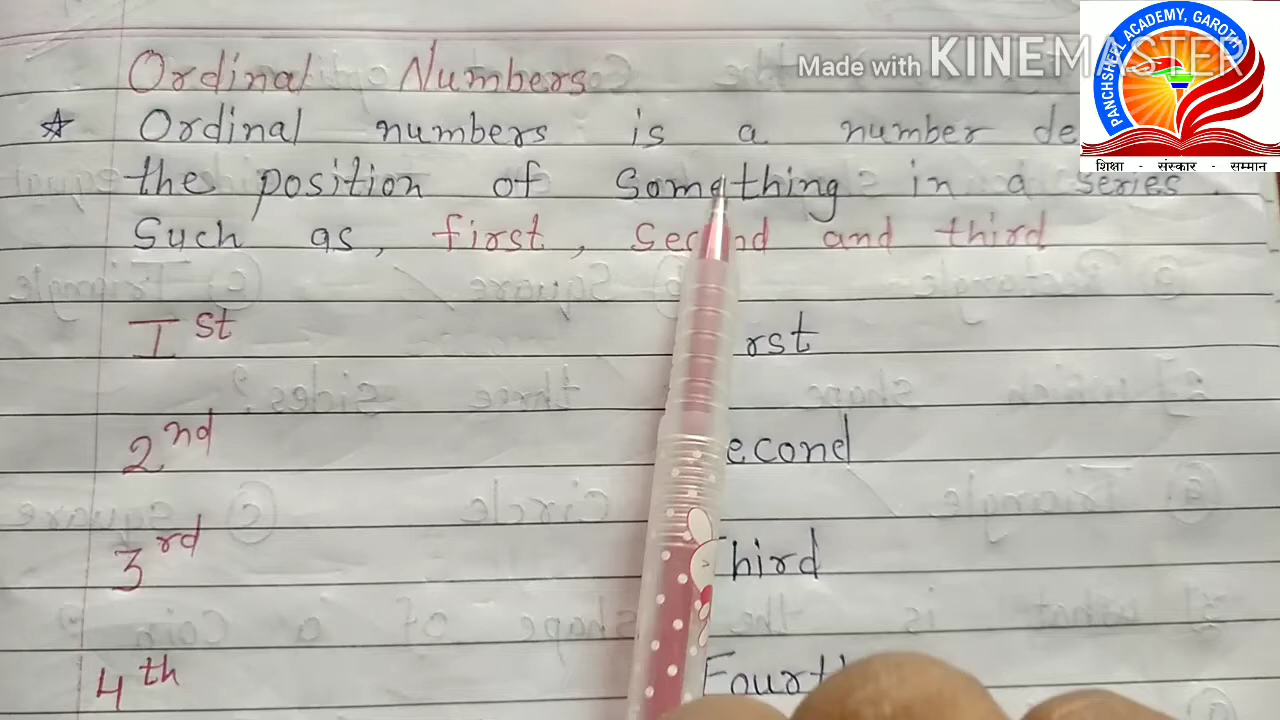 Ordinal Numbers
Made with KINEMASTER
PANCHSHEEL ACADEMY, GAROTH
शिक्षा - संस्कार - सम्मान
☆ Ordinal numbers is a number de
the position of Something in a series.
Such as, first, Second and third
Ist rst
2nd econd
3rd hird
4th Fourth